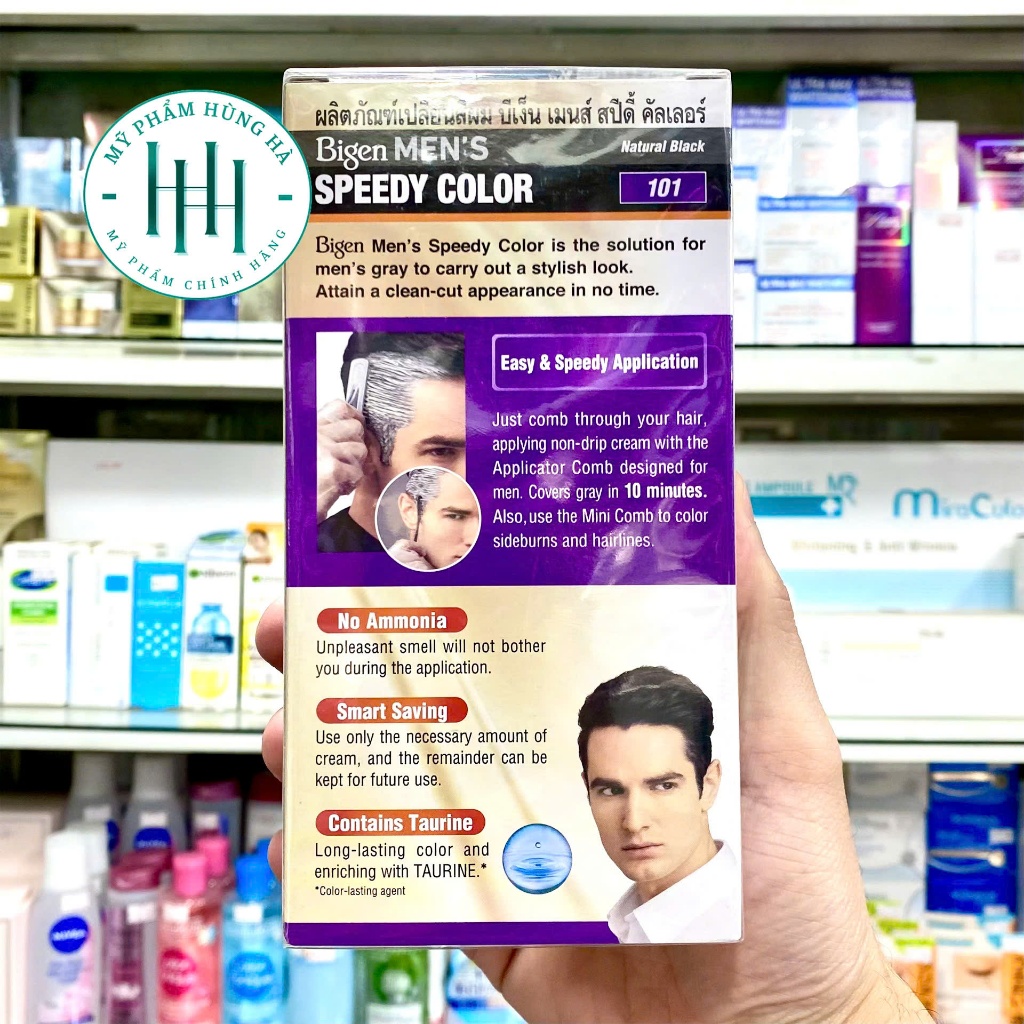 MỸ PHẨM HÙNG HÀ
HH
MỸ PHẨM CHÍNH HÃNG
ผลิตภัณฑ์เปลี่ยนสีผม บีเง็น เมนส์ สปีดี้ คัลเลอร์
Bigen MEN'S
Natural Black
SPEEDY COLOR
101
Bigen Men's Speedy Color is the solution for
men's gray to carry out a stylish look.
Attain a clean-cut appearance in no time.
Easy & Speedy Application
Just comb through your hair,
applying non-drip cream with the
Applicator Comb designed for
men. Covers gray in 10 minutes.
Also, use the Mini Comb to color
sideburns and hairlines.
No Ammonia
Unpleasant smell will not bother
you during the application.
Smart Saving
Use only the necessary amount of
cream, and the remainder can be
kept for future use.
Contains Taurine
Long-lasting color and
enriching with TAURINE.*
*Color-lasting agent
AMPOULE
MR
MiraCulo
NIVEA